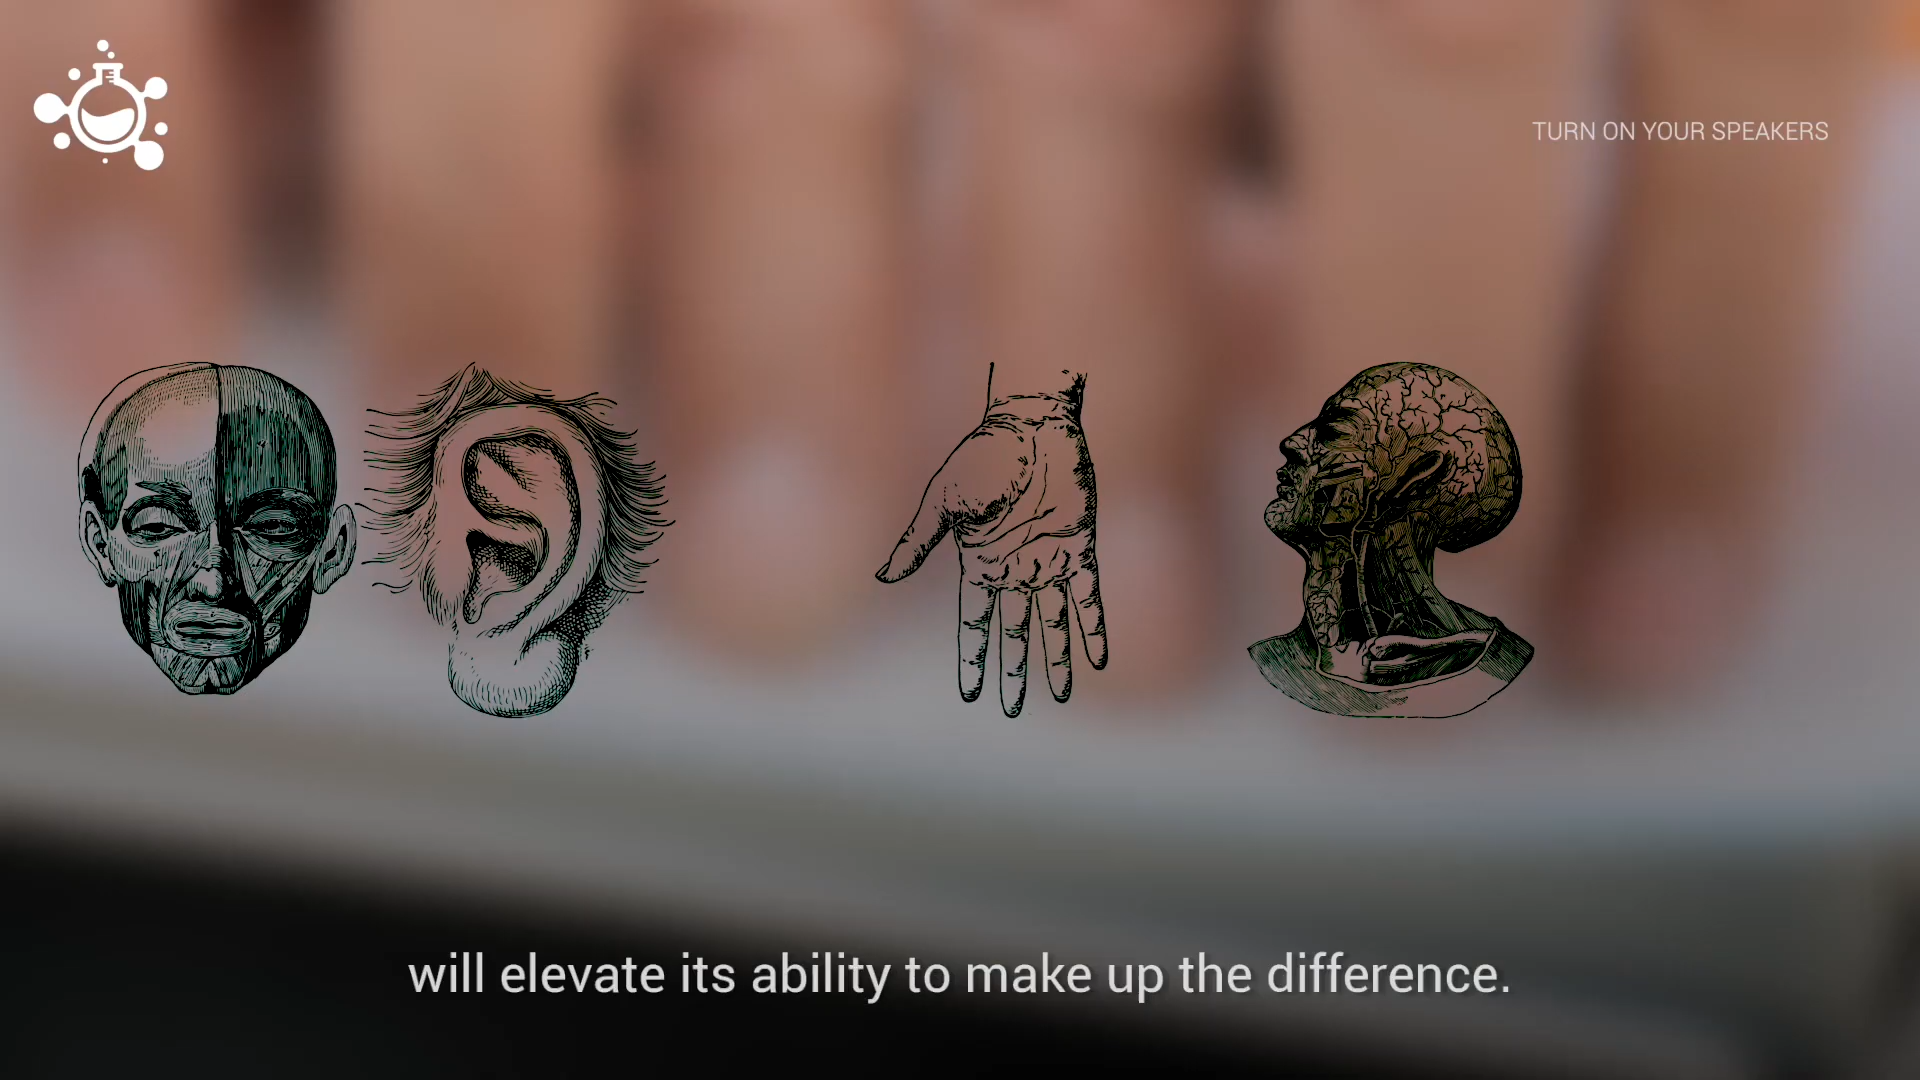 TURN ON YOUR SPEAKERS
will elevate its ability to make up the difference.